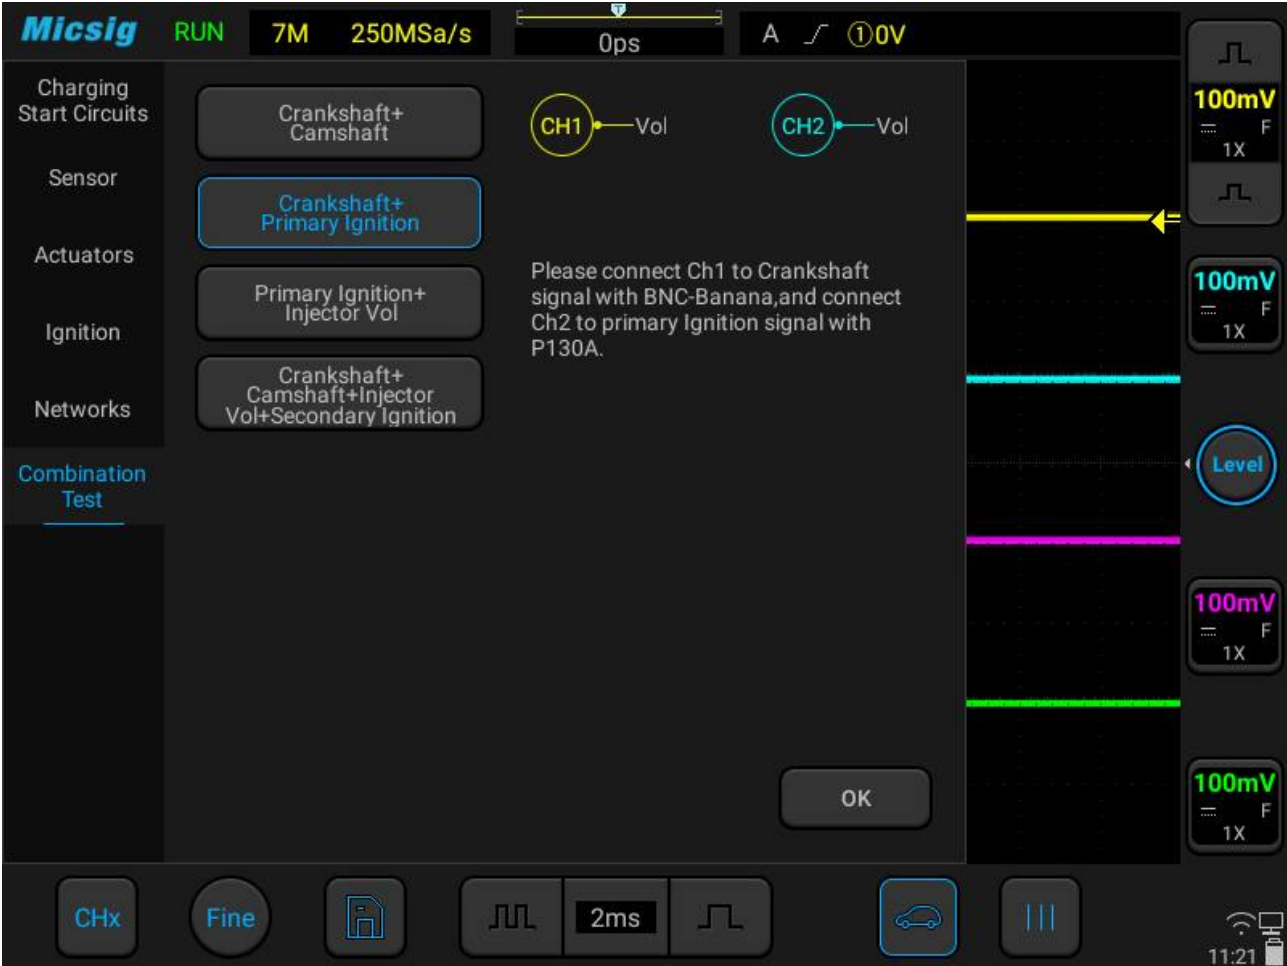 Micsig
RUN
7M
250MSa/s
T
0ps
A
1 0V
Charging
Start Circuits
Sensor
Actuators
Ignition
Networks
Combination
Test
Crankshaft+
Camshaft
Crankshaft+
Primary Ignition
Primary Ignition+
Injector Vol
Crankshaft+
Camshaft+Injector
Vol+Secondary Ignition
CH1
Vol
CH2
Vol
Please connect Ch1 to Crankshaft
signal with BNC-Banana,and connect
Ch2 to primary Ignition signal with
P130A.
OK
100mV
F
1X
100mV
F
1X
Level
100mV
F
1X
100mV
F
1X
CHx
Fine
2ms
11:21